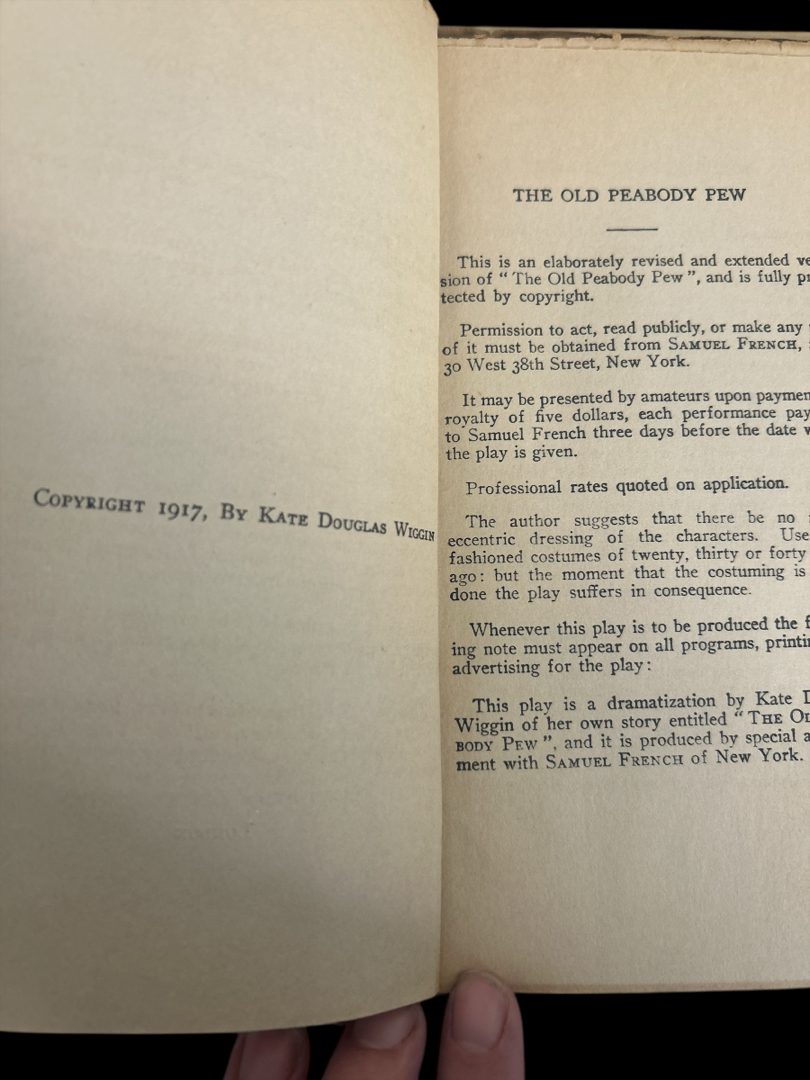 COPYRIGHT 1917, BY KATE DOUGLAS WIGGIN
THE OLD PEABODY PEW
This is an elaborately revised and extended ve
sion of " The Old Peabody Pew ", and is fully pr
tected by copyright.
Permission to act, read publicly, or make any
of it must be obtained from SAMUEL FRENCH,
30 West 38th Street, New York.
It may be presented by amateurs upon paymen
royalty of five dollars, each performance pay
to Samuel French three days before the date w
the play is given.
Professional rates quoted on application.
The author suggests that there be no
eccentric dressing of the characters. Use
fashioned costumes of twenty, thirty or forty
ago: but the moment that the costuming is
done the play suffers in consequence.
Whenever this play is to be produced the f
ing note must appear on all programs, printi
advertising for the play:
This play is a dramatization by Kate D
Wiggin of her own story entitled " THE OL
BODY PEW ", and it is produced by special a
ment with SAMUEL FRENCH of New York.